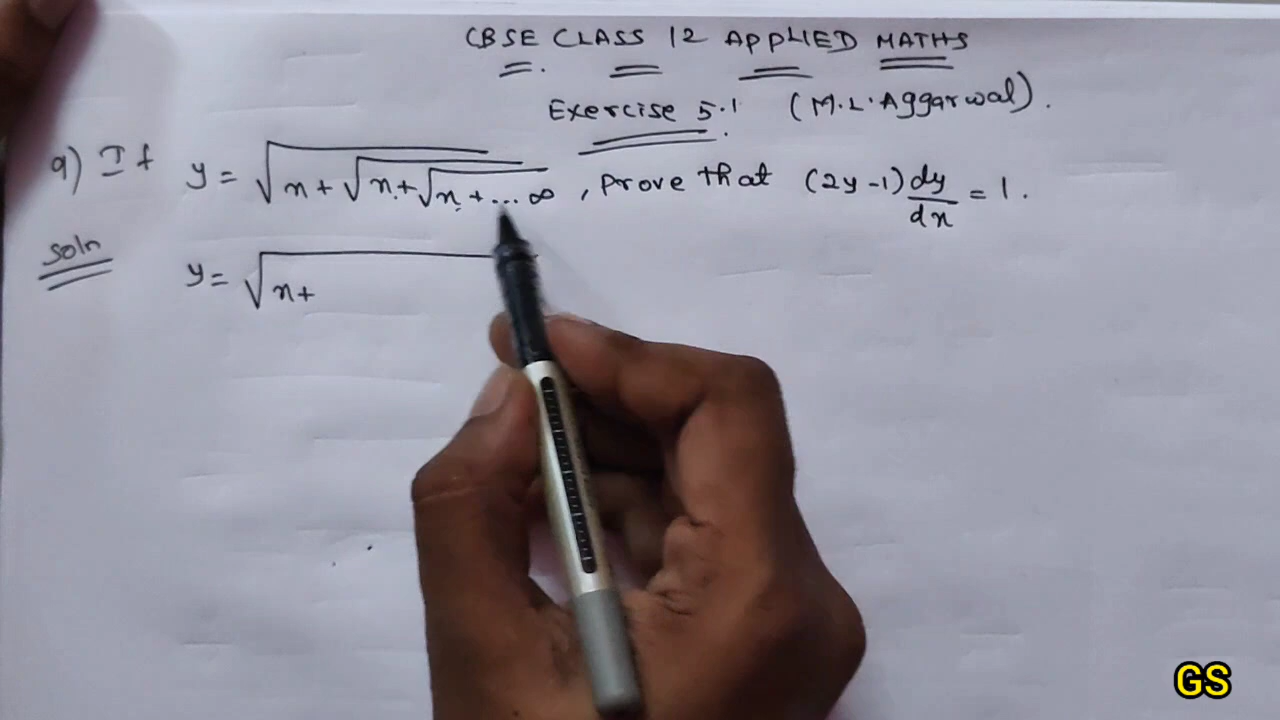 CBSE CLASS 12 APPLIED MATHS
Exercise 5.1 (M.L.Aggarwal).
9) If y = √(x + √(x + √(x + ... ∞, prove that (2y-1) dy/dx = 1.
Soln
y = √(x +
GS